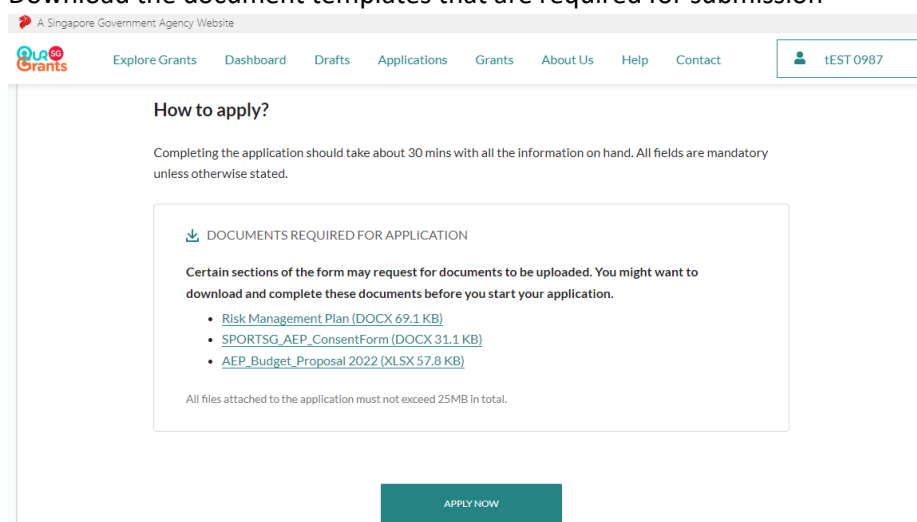 Download the document templates that are required for submission
A Singapore Government Agency Website
OurSG
Grants
Explore Grants Dashboard Drafts Applications Grants About Us Help Contact tEST 0987
How to apply?
Completing the application should take about 30 mins with all the information on hand. All fields are mandatory
unless otherwise stated.
DOCUMENTS REQUIRED FOR APPLICATION
Certain sections of the form may request for documents to be uploaded. You might want to
download and complete these documents before you start your application.
• Risk Management Plan (DOCX 69.1 KB)
• SPORTSG_AEP_ConsentForm (DOCX 31.1 KB)
• AEP_Budget_Proposal 2022 (XLSX 57.8 KB)
All files attached to the application must not exceed 25MB in total.
APPLY NOW